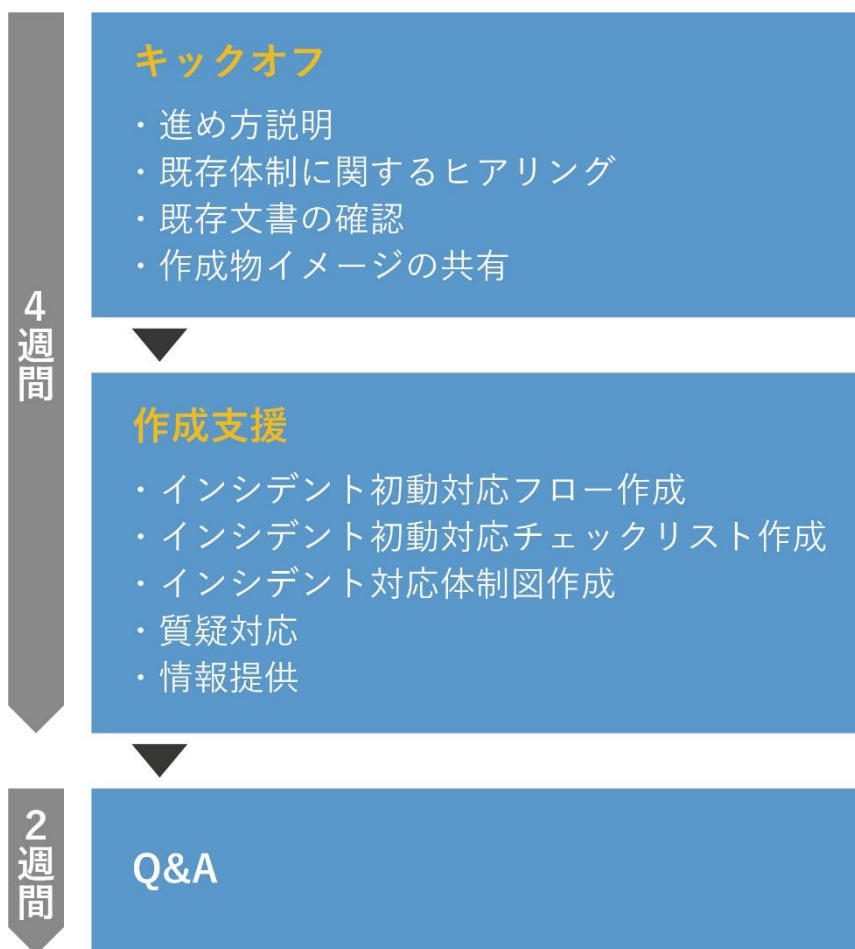 4週間
キックオフ
・進め方説明
・既存体制に関するヒアリング
・既存文書の確認
・作成物イメージの共有
作成支援
・インシデント初動対応フロー作成
・インシデント初動対応チェックリスト作成
・インシデント対応体制図作成
・質疑対応
・情報提供
2週間
Q&A